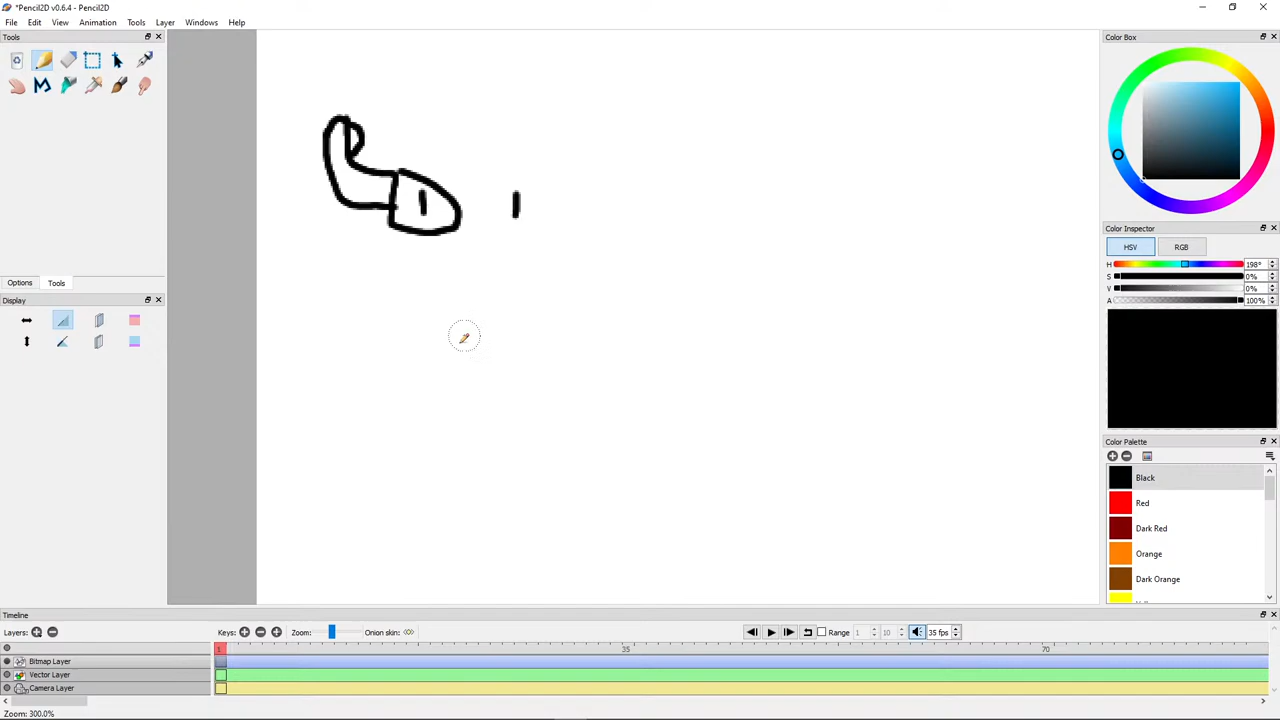 *Pencil2D - Pencil2D v0.6.4
File Edit View Animation Tools Layer Windows Help
Tools
Color Box
Color Inspector
HSV RGB
H 198°
S 0%
V 0%
A 100%
Options Tools
Display
Color Palette
Black
Red
Dark Red
Orange
Dark Orange
Timeline
Layers: Keys: Zoom: Onion skin: Range 1 10 35 fps
1 35 70
Bitmap Layer
Vector Layer
Camera Layer
Zoom: 300.0%